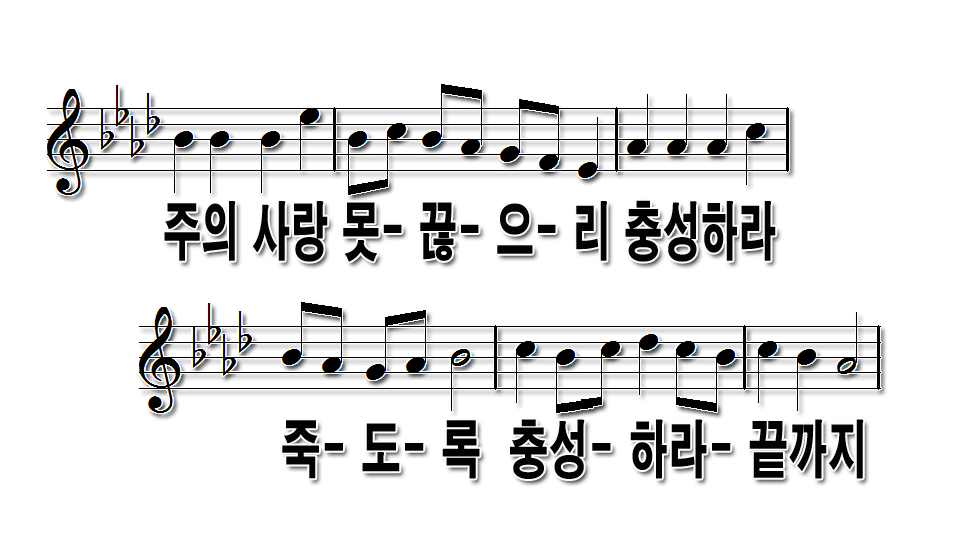 주의 사랑 못- 끊- 으- 리 충성하라
죽- 도- 록 충성- 하라- 끝까지